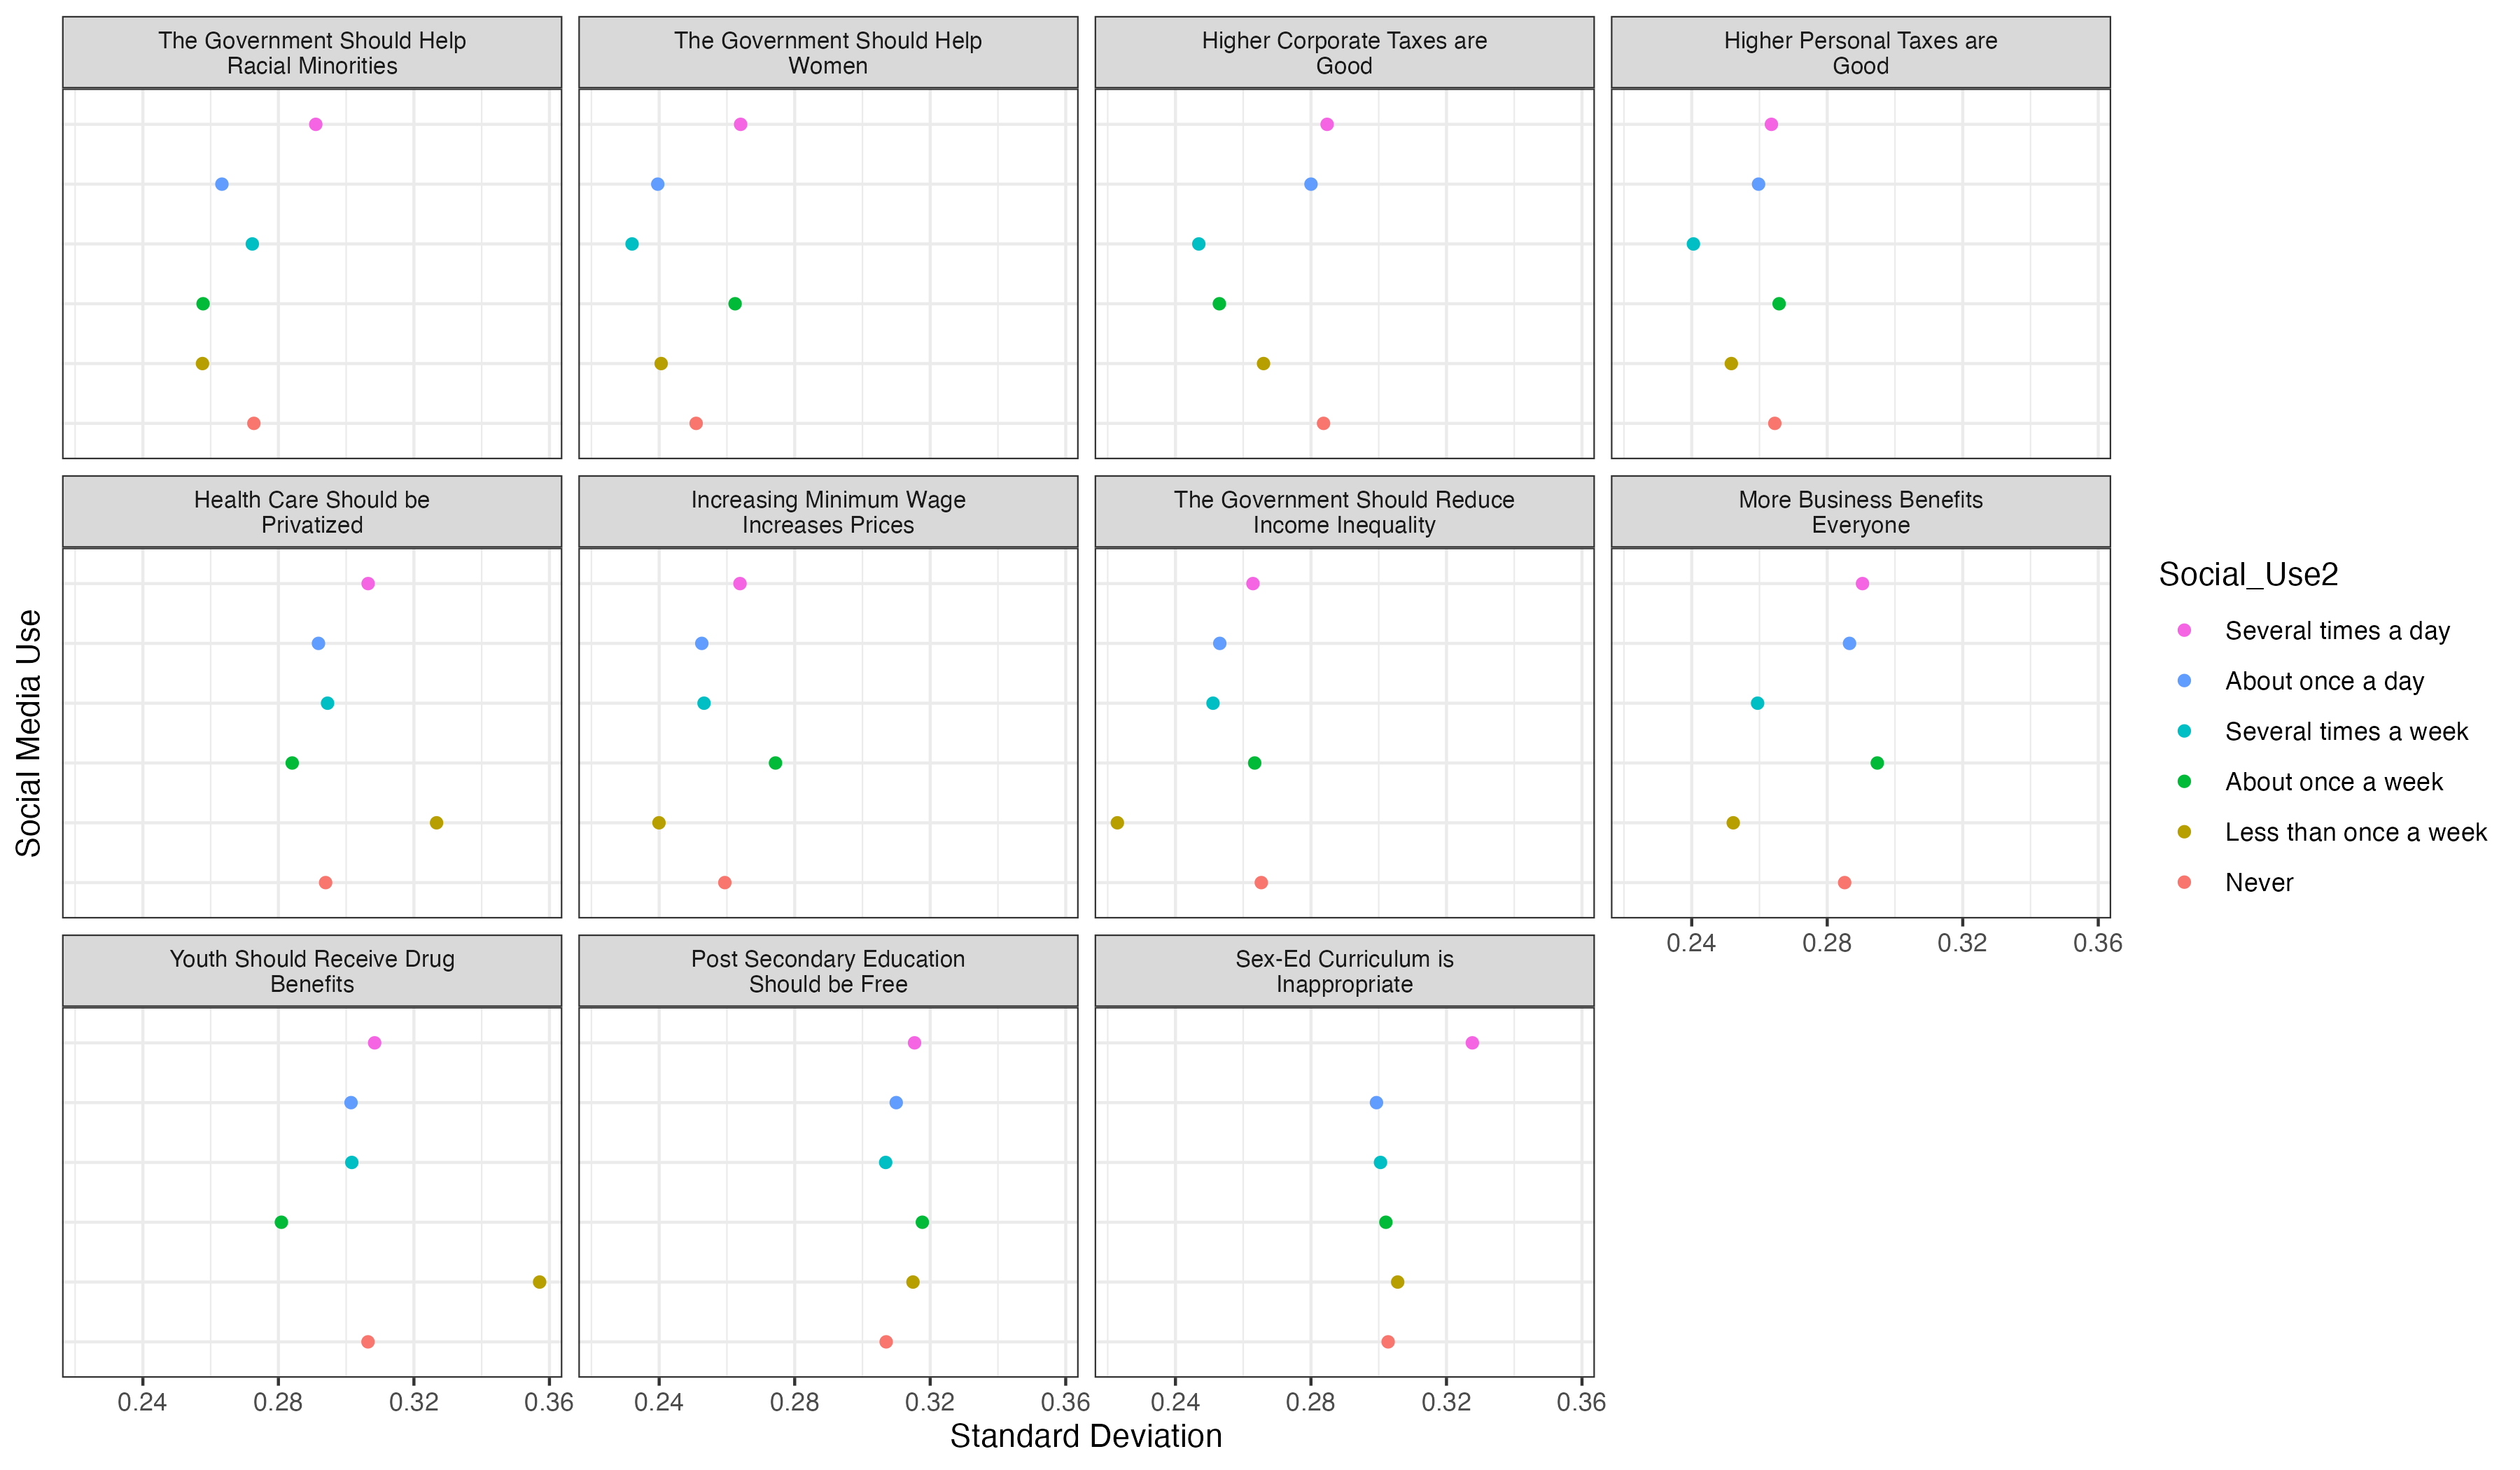 The Government Should Help
Racial Minorities
The Government Should Help
Women
Higher Corporate Taxes are
Good
Higher Personal Taxes are
Good
Health Care Should be
Privatized
Increasing Minimum Wage
Increases Prices
The Government Should Reduce
Income Inequality
More Business Benefits
Everyone
0.24 0.28 0.32 0.36
Youth Should Receive Drug
Benefits
Post Secondary Education
Should be Free
Sex-Ed Curriculum is
Inappropriate
0.24 0.28 0.32 0.36
0.24 0.28 0.32 0.36
0.24 0.28 0.32 0.36
Standard Deviation
Social Media Use
Social_Use2
Several times a day
About once a day
Several times a week
About once a week
Less than once a week
Never